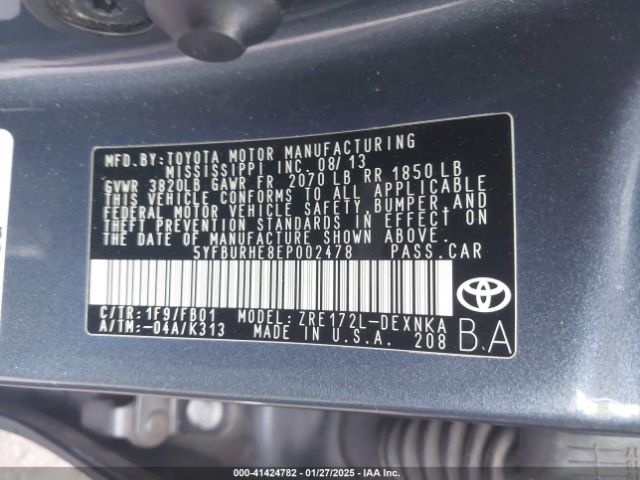 MFD.BY:TOYOTA MOTOR MANUFACTURING
MISSISSIPPI INC 08/13
GVWR 3820LB GAWR FR 2070 LB RR 1850 LB
THIS VEHICLE CONFORMS TO ALL APPLICABLE
FEDERAL MOTOR VEHICLE SAFETY, BUMPER, AND
THEFT PREVENTION STANDARDS IN EFFECT ON
THE DATE OF MANUFACTURE SHOWN ABOVE.
5YFBURHE8EP002478 PASS.CAR
C/TR: 1F9/FB01 MODEL: ZRE172L-DEXNKA
A/TM: -04A/K313 MADE IN U.S.A. 208
B.A
000-41424782 - 01/27/2025 - IAA Inc.